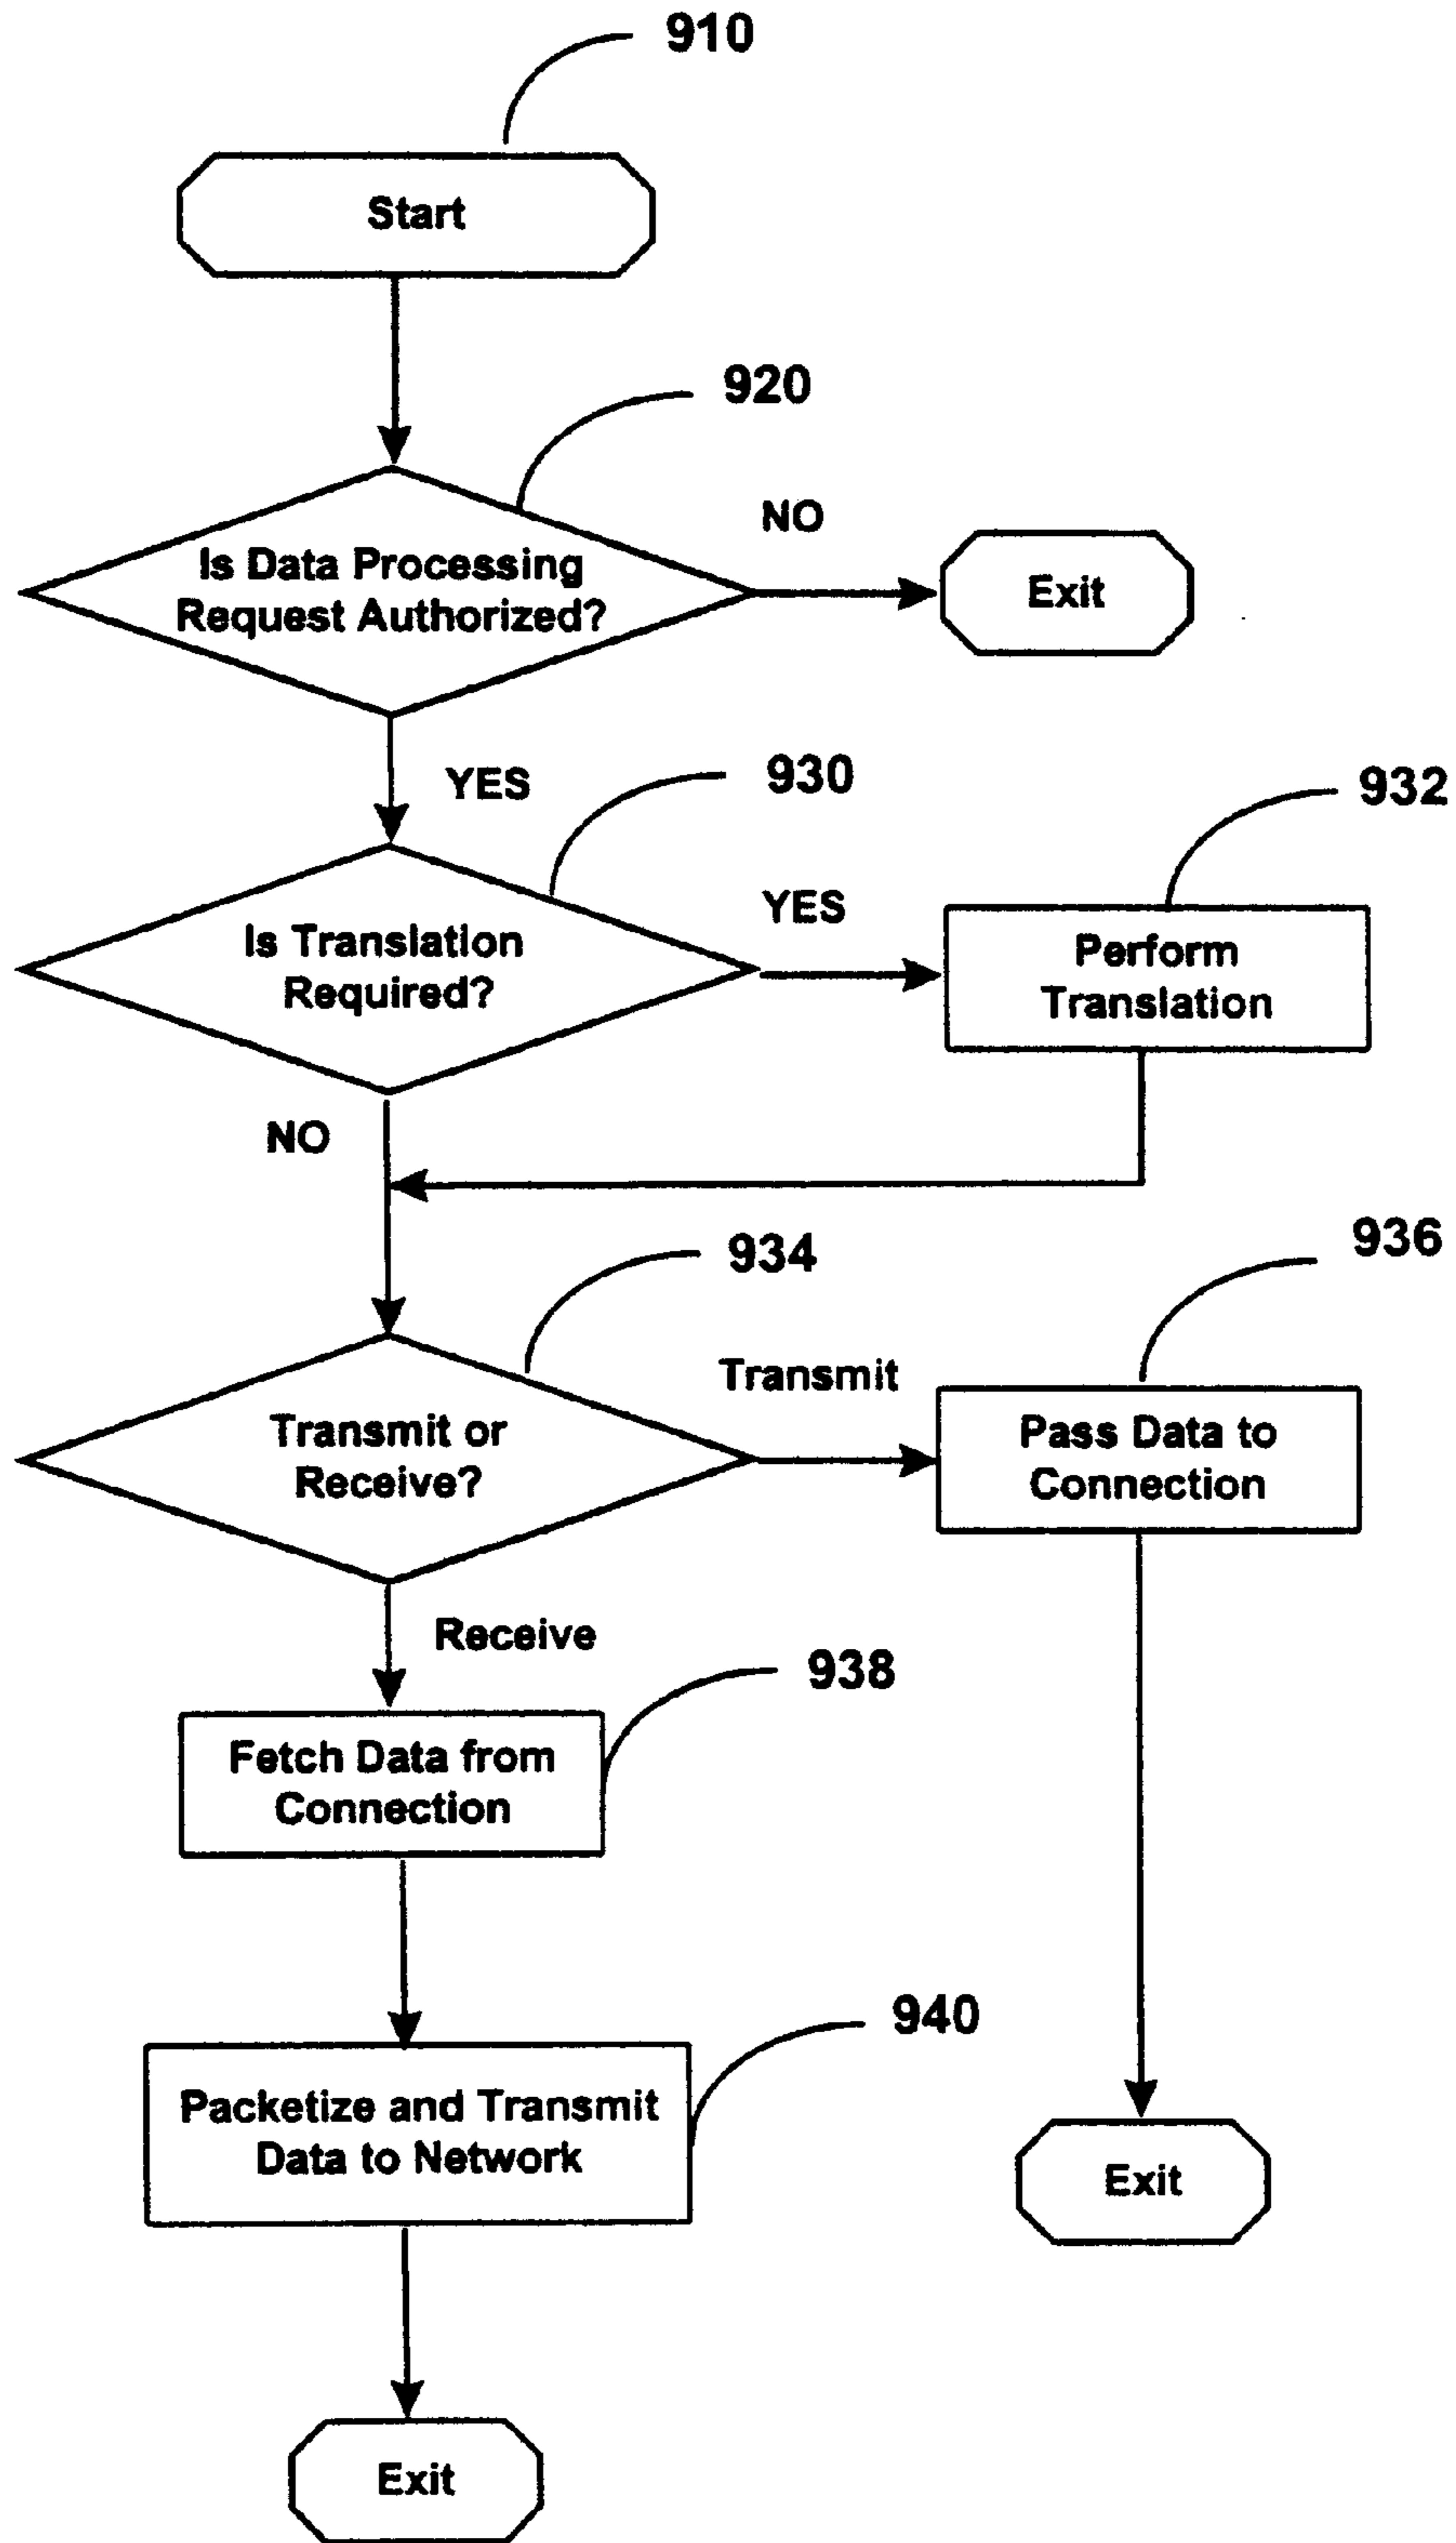 910
Start
920
Is Data Processing
Request Authorized?
NO
Exit
YES
930
Is Translation
Required?
YES
932
Perform
Translation
NO
934
Transmit or
Receive?
Transmit
936
Pass Data to
Connection
Receive
938
Fetch Data from
Connection
940
Packetize and Transmit
Data to Network
Exit
Exit